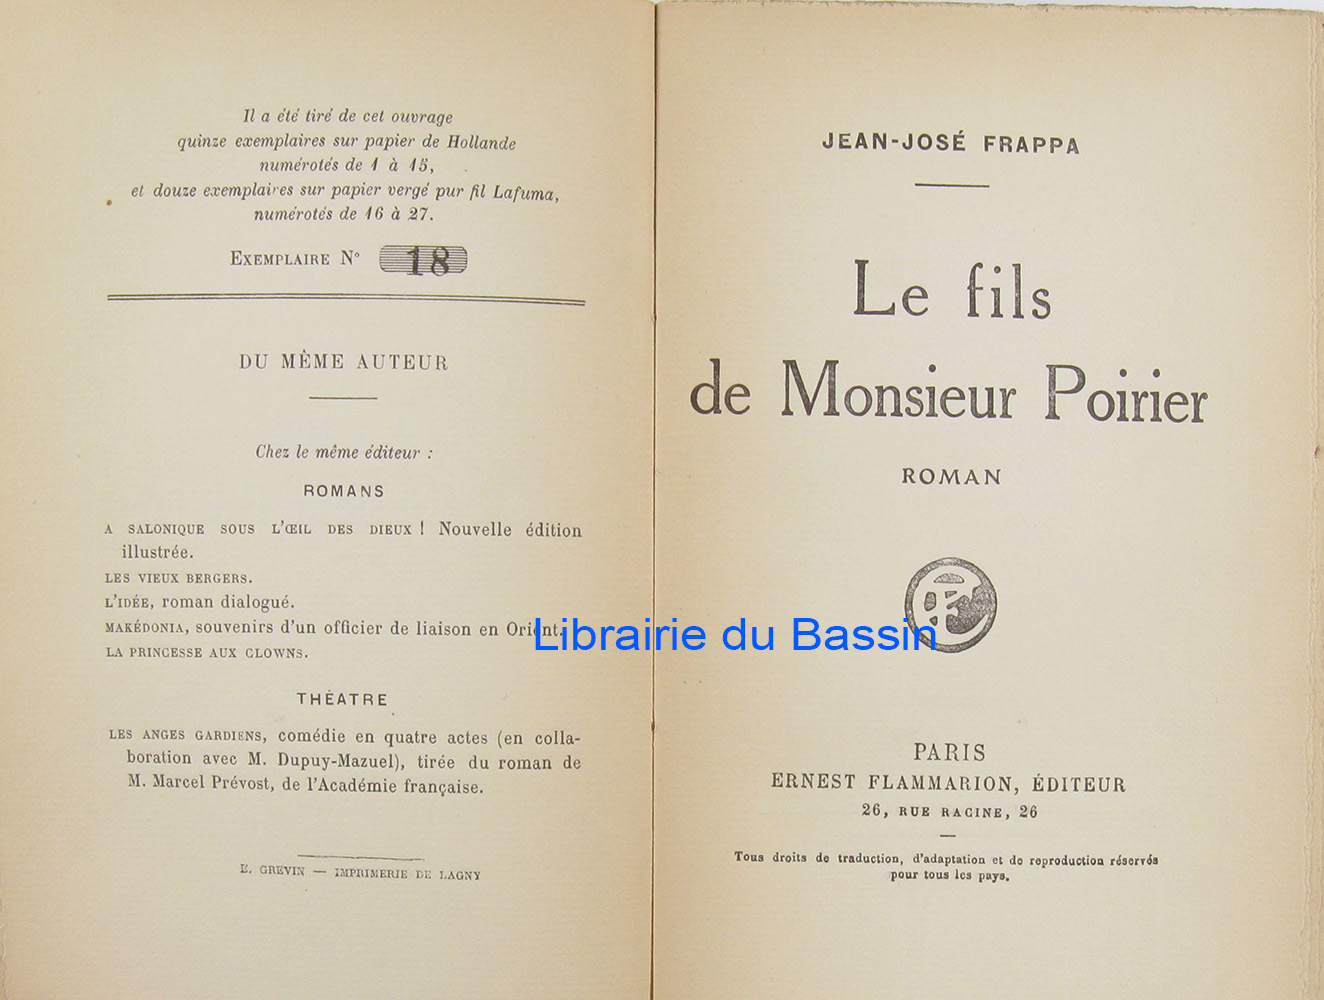 Il a été tiré de cet ouvrage
quinze exemplaires sur papier de Hollande
numérotés de 1 à 15,
et douze exemplaires sur papier vergé pur fil Lafuma,
numérotés de 16 à 27.
EXEMPLAIRE N° 18
DU MÊME AUTEUR
Chez le même éditeur :
ROMANS
A SALONIQUE SOUS L'ŒIL DES DIEUX ! Nouvelle édition
illustrée.
LES VIEUX BERGERS.
L'IDÉE, roman dialogué.
MAKÉDONIA, souvenirs d'un officier de liaison en Orient.
LA PRINCESSE AUX CLOWNS.
THÉATRE
LES ANGES GARDIENS, comédie en quatre actes (en colla-
boration avec M. Dupuy-Mazuel), tirée du roman de
M. Marcel Prévost, de l'Académie française.
E. GREVIN — IMPRIMERIE DE LAGNY
JEAN-JOSÉ FRAPPA
Le fils
de Monsieur Poirier
ROMAN
Librairie du Bassin
PARIS
ERNEST FLAMMARION, ÉDITEUR
26, RUE RACINE, 26
Tous droits de traduction, d'adaptation et de reproduction réservés
pour tous les pays.